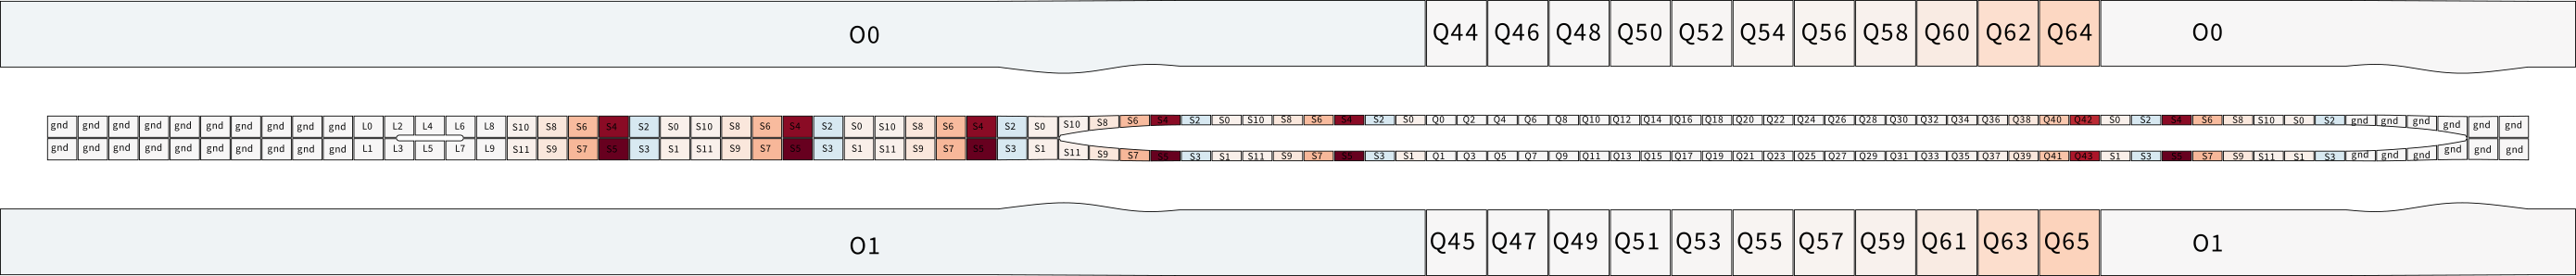 O0 Q44 Q46 Q48 Q50 Q52 Q54 Q56 Q58 Q60 Q62 Q64 O0
gnd gnd gnd gnd gnd gnd gnd gnd gnd gnd L0 L2 L4 L6 L8 S10 S8 S6 S4 S2 S0 S10 S8 S6 S4 S2 S0 S10 S8 S6 S4 S2 S0 S10 S8 S6 S4 S2 S0 S10 S8 S6 S4 S2 S0 Q0 Q2 Q4 Q6 Q8 Q10 Q12 Q14 Q16 Q18 Q20 Q22 Q24 Q26 Q28 Q30 Q32 Q34 Q36 Q38 Q40 Q42 S0 S2 S4 S6 S8 S10 S0 S2 gnd gnd gnd gnd gnd gnd
gnd gnd gnd gnd gnd gnd gnd gnd gnd gnd L1 L3 L5 L7 L9 S11 S9 S7 S5 S3 S1 S11 S9 S7 S5 S3 S1 S11 S9 S7 S5 S3 S1 S11 S9 S7 S5 S3 S1 S11 S9 S7 S5 S3 S1 Q1 Q3 Q5 Q7 Q9 Q11 Q13 Q15 Q17 Q19 Q21 Q23 Q25 Q27 Q29 Q31 Q33 Q35 Q37 Q39 Q41 Q43 S1 S3 S5 S7 S9 S11 S1 S3 gnd gnd gnd gnd gnd gnd
O1 Q45 Q47 Q49 Q51 Q53 Q55 Q57 Q59 Q61 Q63 Q65 O1